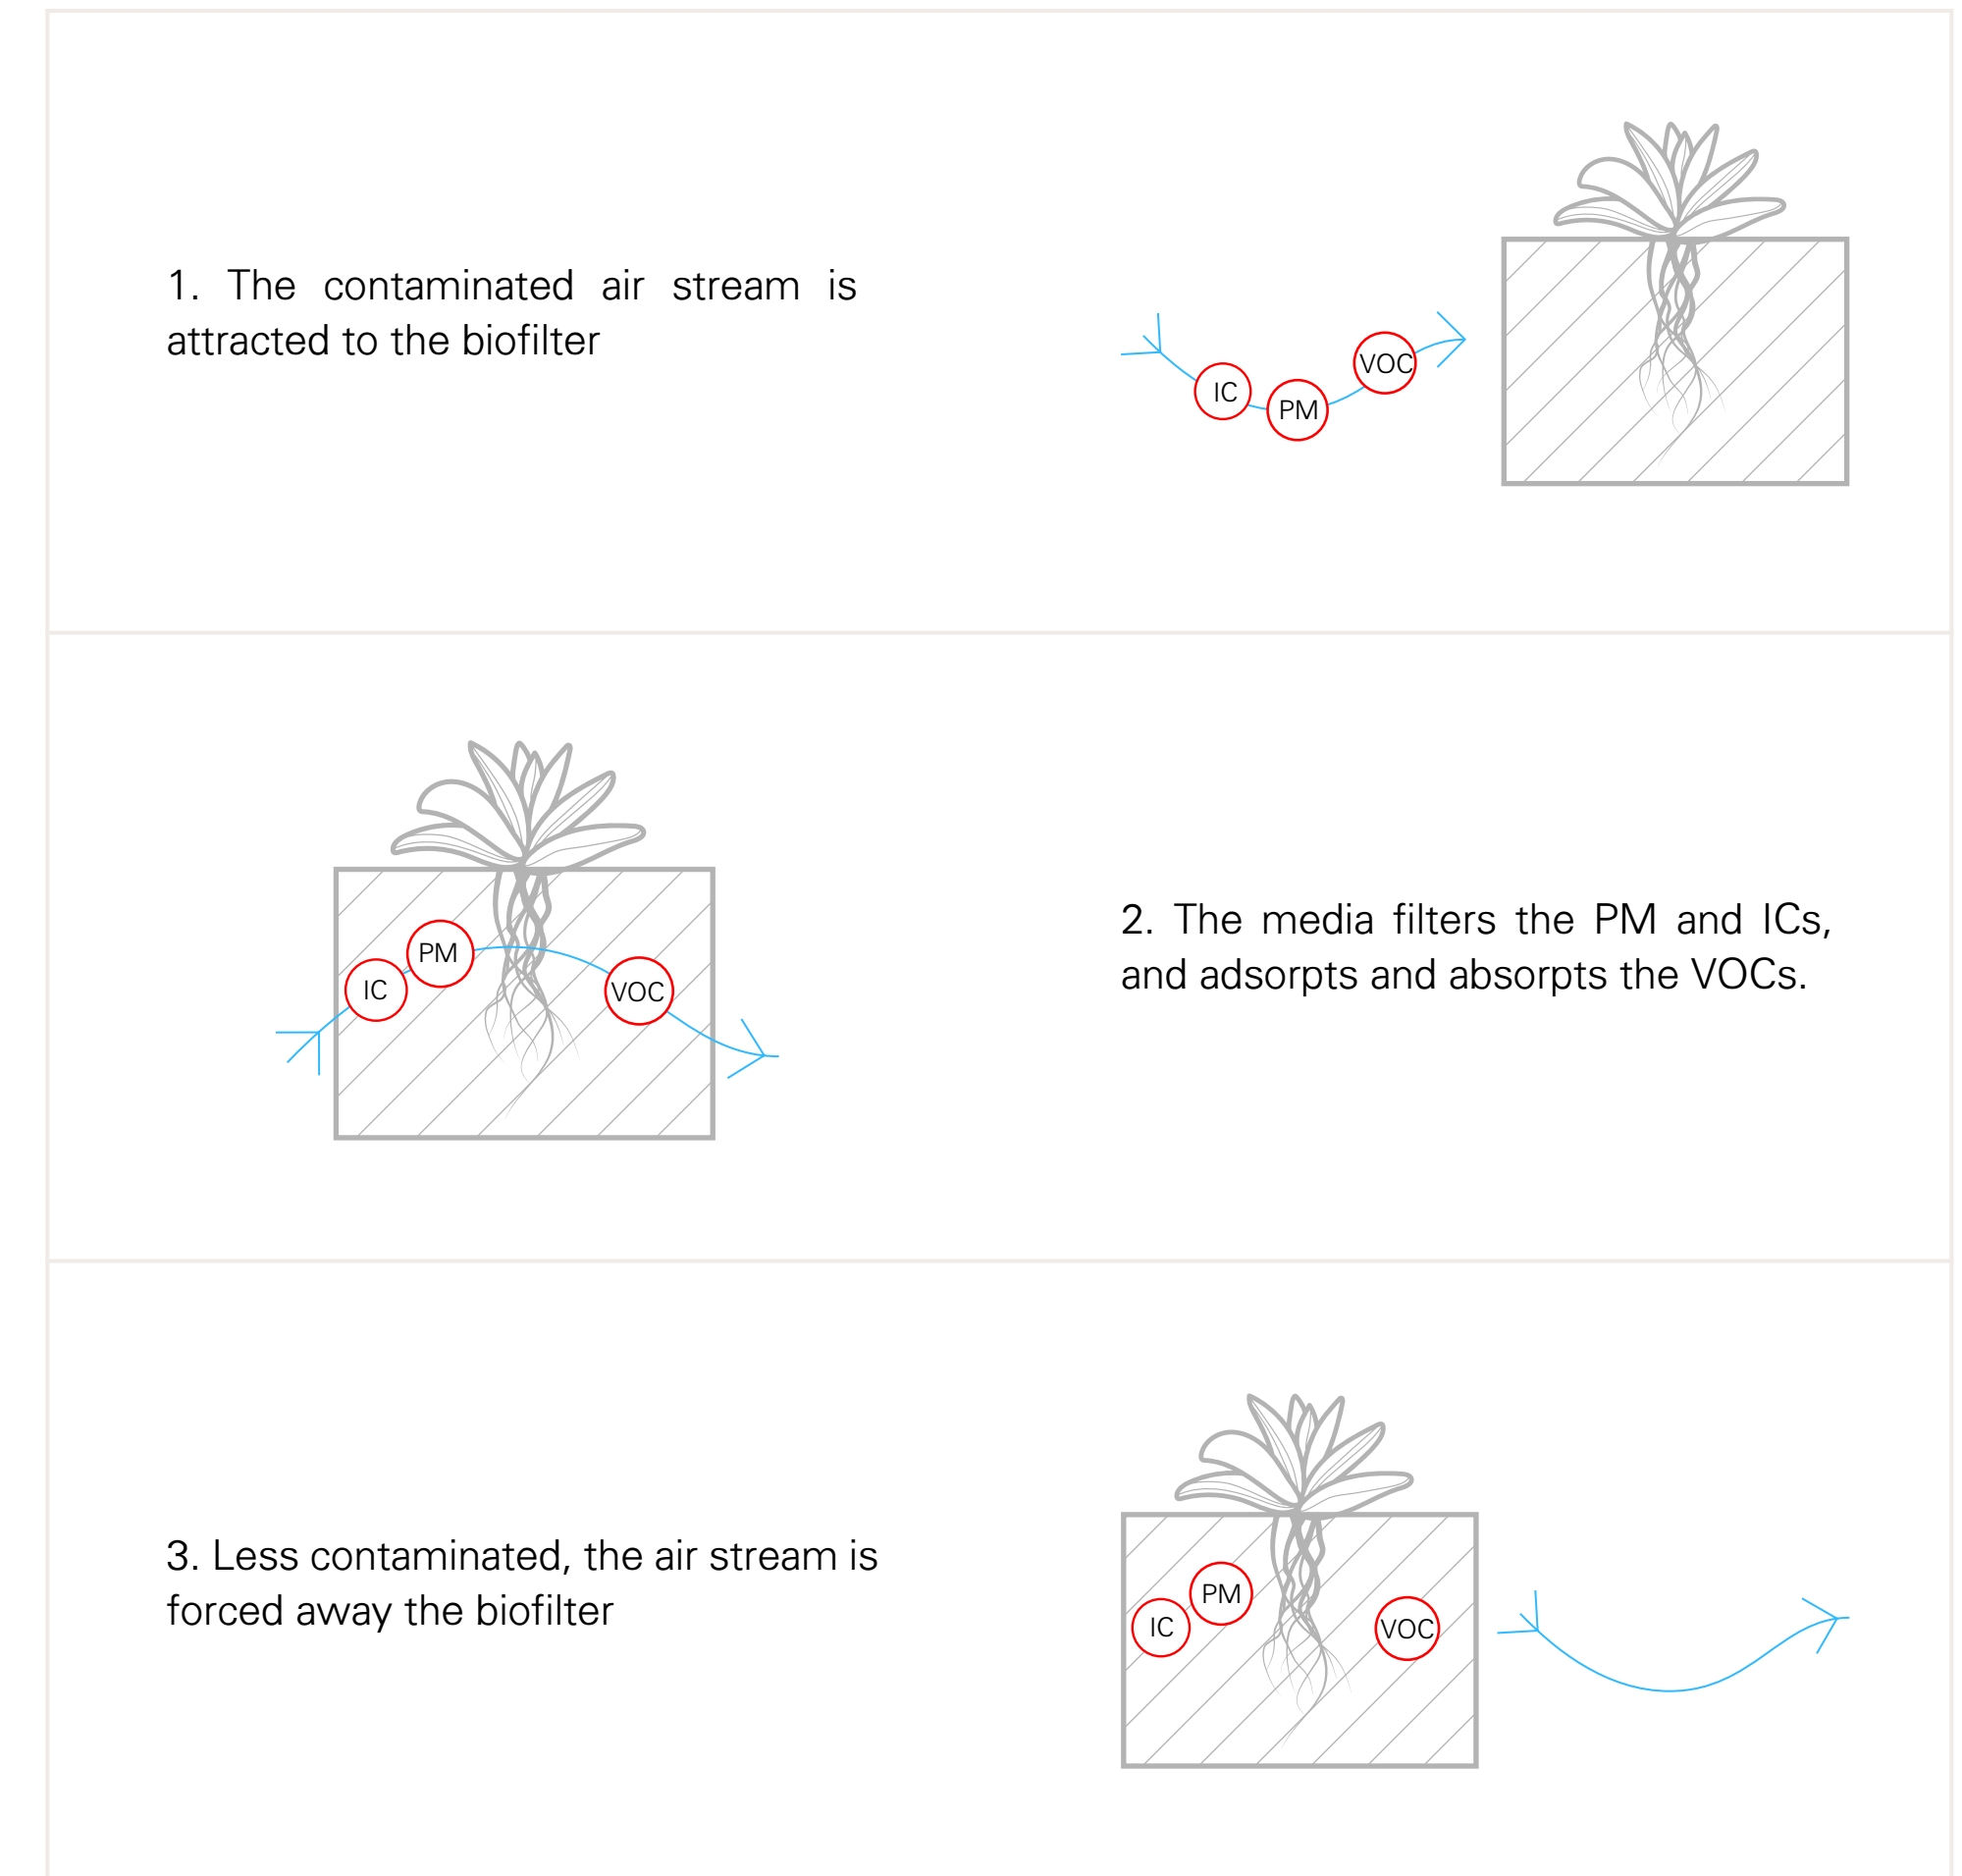 1. The contaminated air stream is
attracted to the biofilter
IC
PM
VOC
IC
PM
VOC
2. The media filters the PM and ICs,
and adsorpts and absorpts the VOCs.
3. Less contaminated, the air stream is
forced away the biofilter
IC
PM
VOC